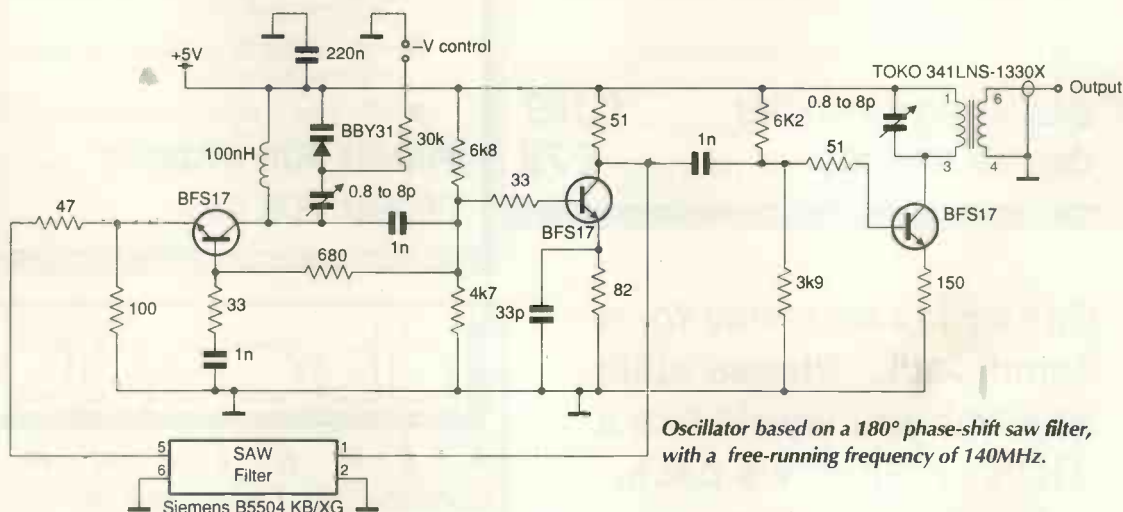 +5V
220n
−V control
TOKO 341LNS-1330X
Output
BBY31
30k
6k8
51
0.8 to 8p
1
6
6K2
100nH
0.8 to 8p
1n
51
3
4
47
BFS17
33
BFS17
BFS17
1n
680
100
33
4k7
33p
82
3k9
150
1n
5
6
SAW
Filter
1
2
Siemens B5504 KB/XG
Oscillator based on a 180° phase-shift saw filter,
with a free-running frequency of 140MHz.